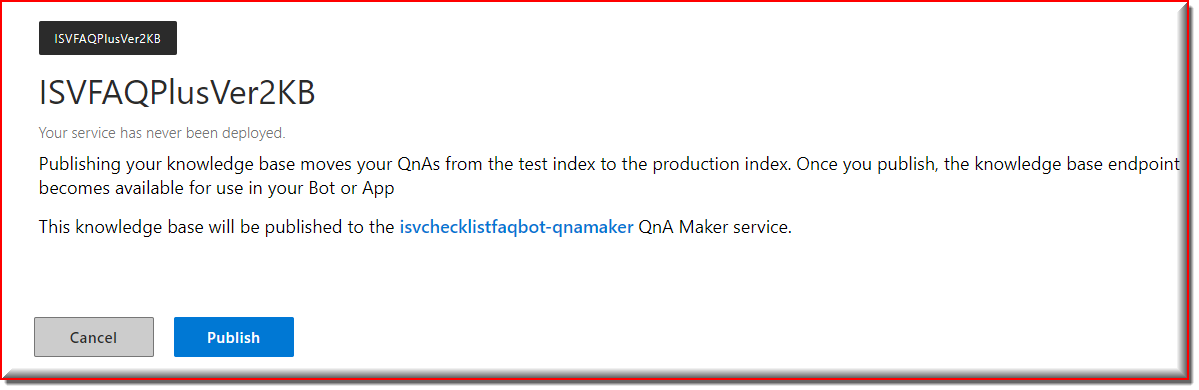 ISVFAQPlusVer2KB
ISVFAQPlusVer2KB
Your service has never been deployed.
Publishing your knowledge base moves your QnAs from the test index to the production index. Once you publish, the knowledge base endpoint
becomes available for use in your Bot or App
This knowledge base will be published to the isvchecklistfaqbot-qnamaker QnA Maker service.
Cancel
Publish